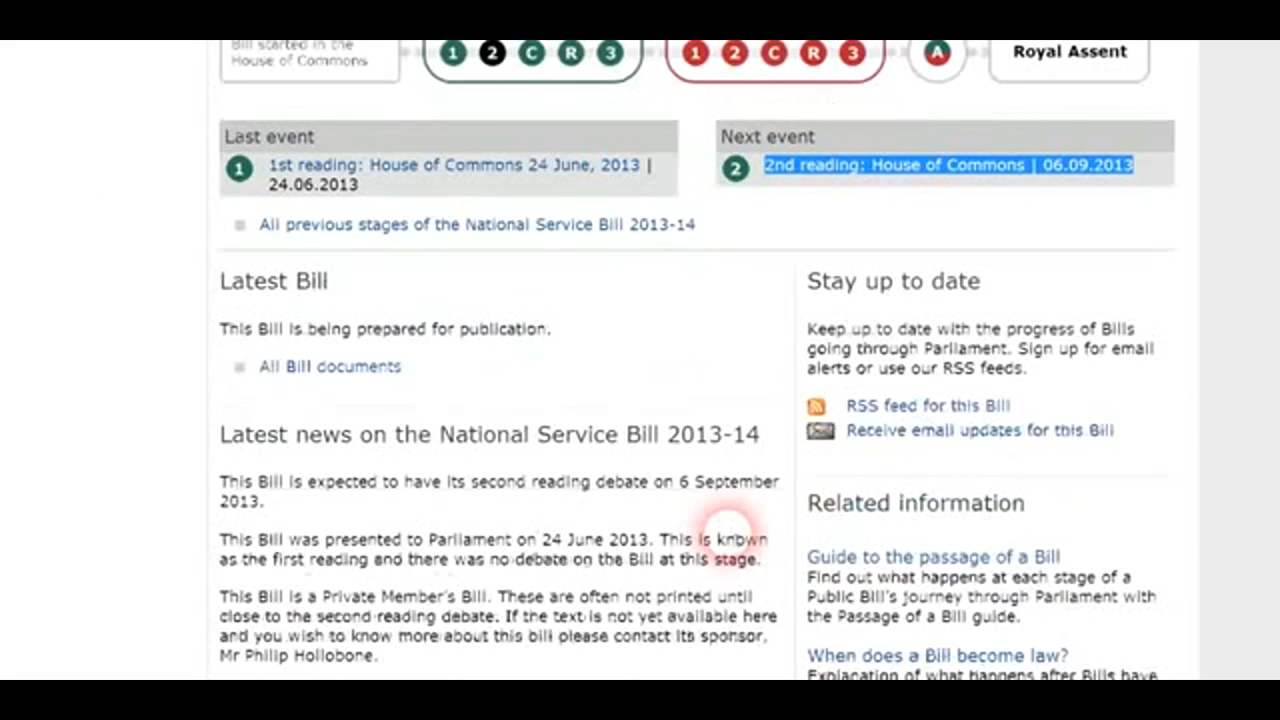 Bill started in the
House of Commons
1 2 C R 3
1 2 C R 3
A
Royal Assent
Last event
1 1st reading: House of Commons 24 June, 2013 |
24.06.2013
Next event
2 2nd reading: House of Commons | 06.09.2013
All previous stages of the National Service Bill 2013-14
Latest Bill
This Bill is being prepared for publication.
All Bill documents
Latest news on the National Service Bill 2013-14
This Bill is expected to have its second reading debate on 6 September
2013.
This Bill was presented to Parliament on 24 June 2013. This is known
as the first reading and there was no debate on the Bill at this stage.
This Bill is a Private Member's Bill. These are often not printed until
close to the second reading debate. If the text is not yet available here
and you wish to know more about this bill please contact its sponsor,
Mr Philip Hollobone.
Stay up to date
Keep up to date with the progress of Bills
going through Parliament. Sign up for email
alerts or use our RSS feeds.
RSS feed for this Bill
Receive email updates for this Bill
Related information
Guide to the passage of a Bill
Find out what happens at each stage of a
Public Bill's journey through Parliament with
the Passage of a Bill guide.
When does a Bill become law?
Explanation of what happens after Bills have